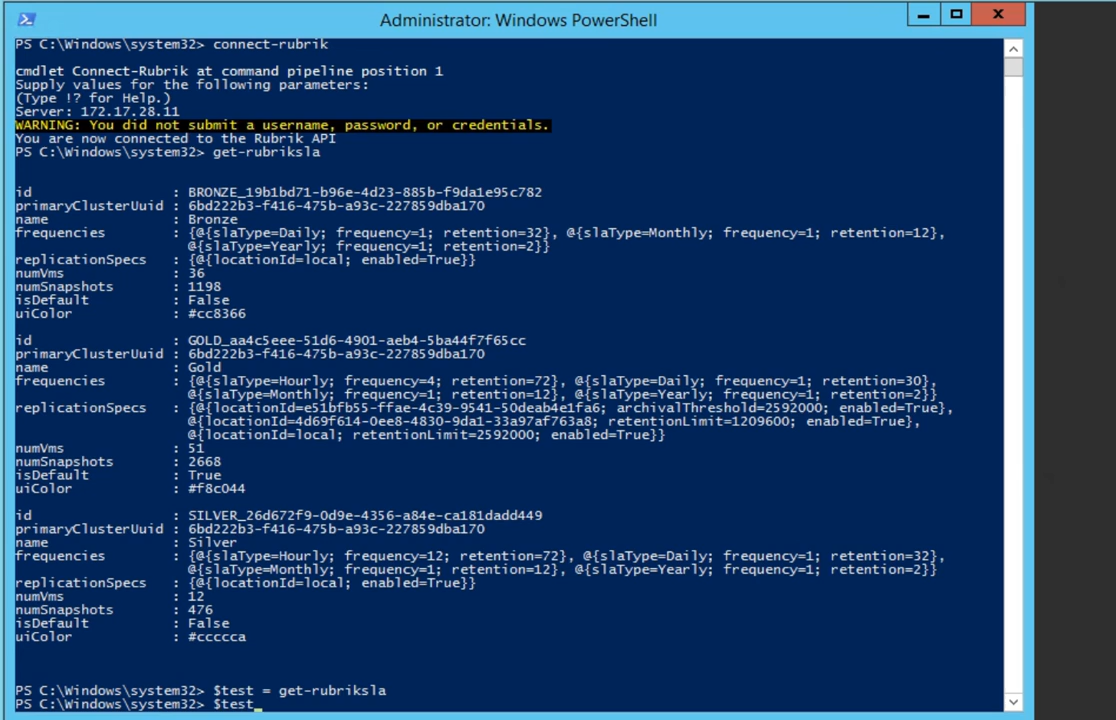 Administrator: Windows PowerShell
PS C:\Windows\system32> connect-rubrik
cmdlet Connect-Rubrik at command pipeline position 1
Supply values for the following parameters:
(Type !? for Help.)
Server: 172.17.28.11
WARNING: You did not submit a username, password, or credentials.
You are now connected to the Rubrik API
PS C:\Windows\system32> get-rubriksla
id : BRONZE_19b1bd71-b96e-4d23-885b-f9da1e95c782
primaryClusterUuid : 6bd222b3-f416-475b-a93c-227859dba170
name : Bronze
frequencies : {@{slaType=Daily; frequency=1; retention=32}, @{slaType=Monthly; frequency=1; retention=12},
@{slaType=Yearly; frequency=1; retention=2}}
replicationSpecs : {@{locationId=local; enabled=True}}
numVms : 36
numSnapshots : 1198
isDefault : False
uiColor : #cc8366
id : GOLD_aa4c5eee-51d6-4901-aeb4-5ba44f7f65cc
primaryClusterUuid : 6bd222b3-f416-475b-a93c-227859dba170
name : Gold
frequencies : {@{slaType=Hourly; frequency=4; retention=72}, @{slaType=Daily; frequency=1; retention=30},
@{slaType=Monthly; frequency=1; retention=12}, @{slaType=Yearly; frequency=1; retention=2}}
replicationSpecs : {@{locationId=e51bfb55-ffae-4c39-9541-50deab4e1fa6; archivalThreshold=2592000; enabled=True},
@{locationId=4d69f614-0ee8-4830-9da1-33a97af763a8; retentionLimit=1209600; enabled=True},
@{locationId=local; retentionLimit=2592000; enabled=True}}
numVms : 51
numSnapshots : 2668
isDefault : True
uiColor : #f8c044
id : SILVER_26d672f9-0d9e-4356-a84e-ca181dadd449
primaryClusterUuid : 6bd222b3-f416-475b-a93c-227859dba170
name : Silver
frequencies : {@{slaType=Hourly; frequency=12; retention=72}, @{slaType=Daily; frequency=1; retention=32},
@{slaType=Monthly; frequency=1; retention=12}, @{slaType=Yearly; frequency=1; retention=2}}
replicationSpecs : {@{locationId=local; enabled=True}}
numVms : 12
numSnapshots : 476
isDefault : False
uiColor : #ccccca
PS C:\Windows\system32> $test = get-rubriksla
PS C:\Windows\system32> $test_